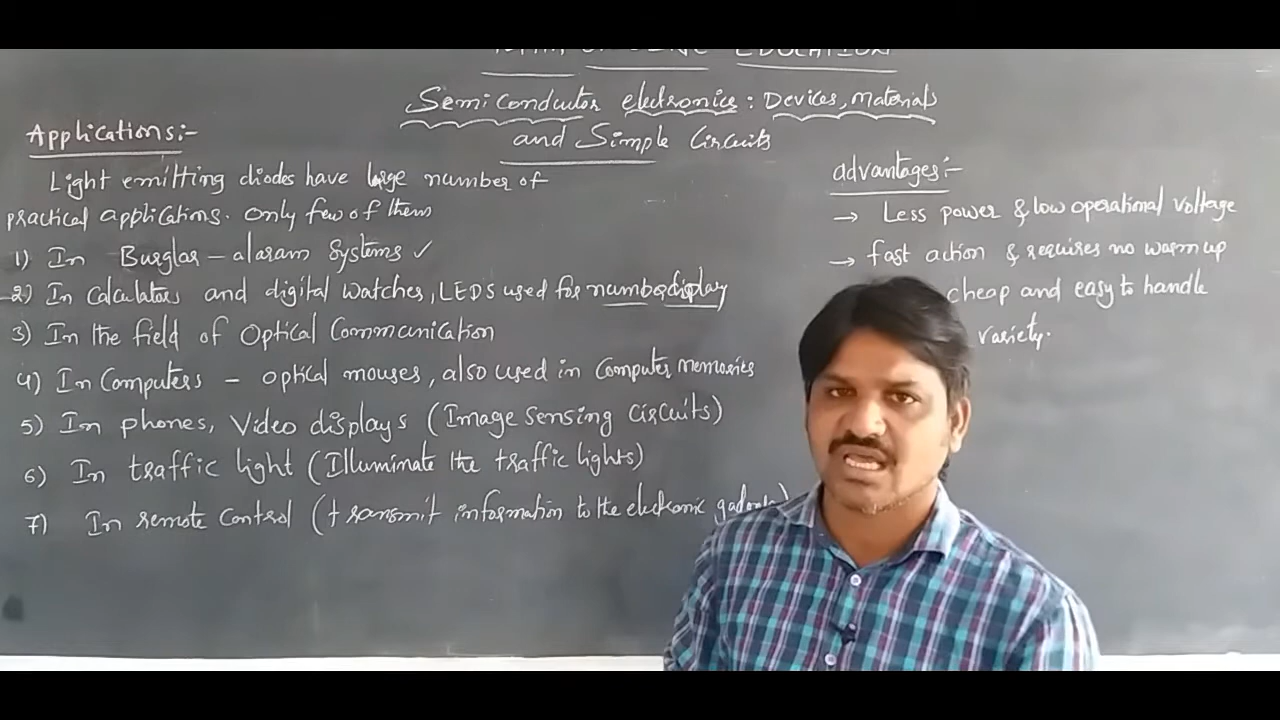 EDUCATION
Semiconductor electronics: Devices, Materials
and Simple Circuits
Applications:-
Light emitting diodes have large number of
practical applications. Only few of them
1) In Burglar - alaram Systems ✓
2) In Calculators and digital watches, LEDS used for number display
3) In the field of Optical Communication
4) In Computers - optical mouses, also used in Computer memories
5) In phones, Video displays (Image sensing circuits)
6) In traffic light (Illuminate the traffic lights)
7) In remote control (transmit information to the electronic gadgets)
advantages:-
→ Less power & low operational voltage
→ fast action & requires no warm up
cheap and easy to handle
variety.